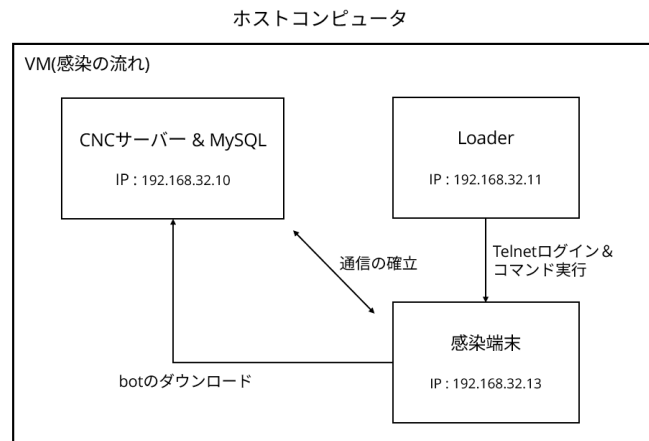 ホストコンピュータ
VM(感染の流れ)
CNCサーバー & MySQL
IP : 192.168.32.10
Loader
IP : 192.168.32.11
通信の確立
Telnetログイン＆
コマンド実行
感染端末
IP : 192.168.32.13
botのダウンロード